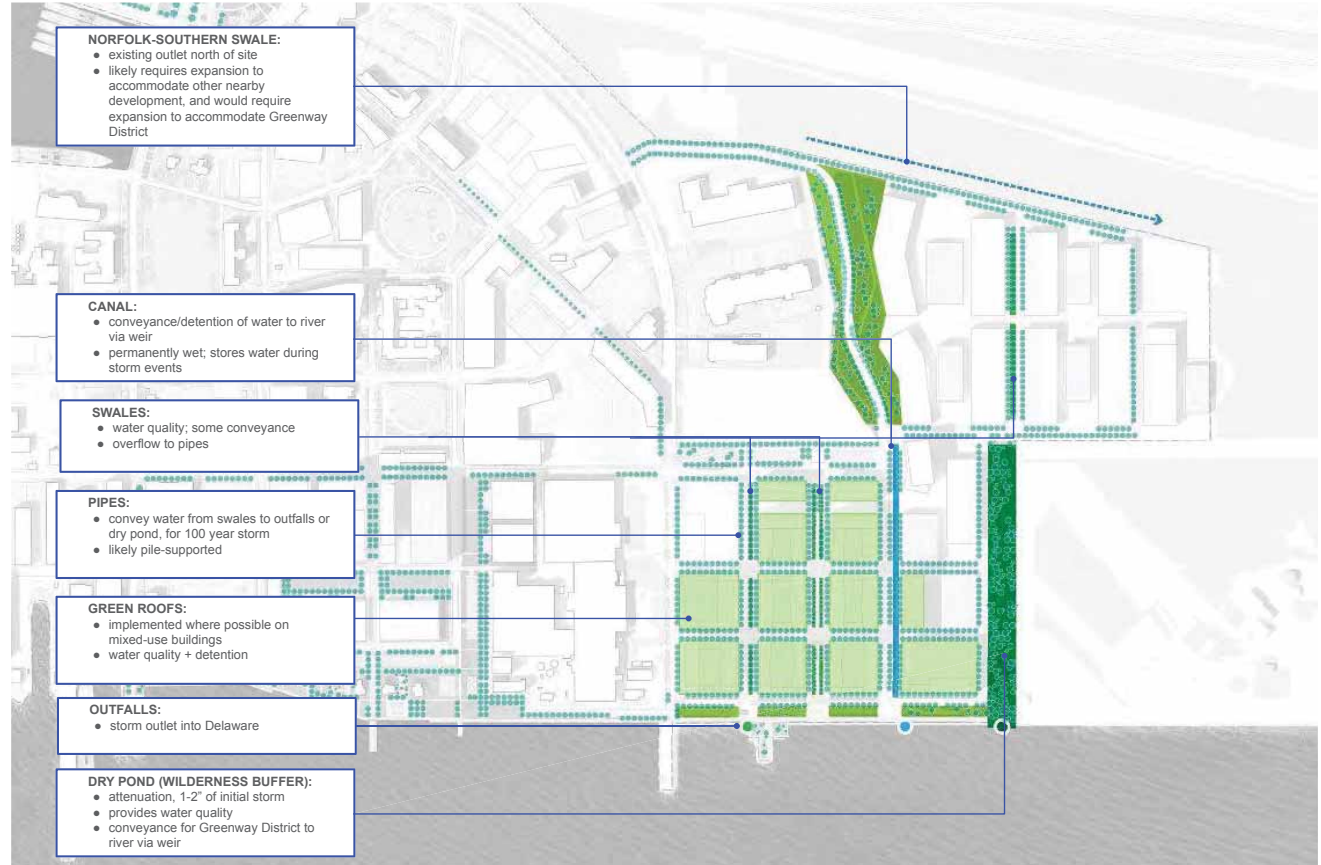 NORFOLK-SOUTHERN SWALE:
● existing outlet north of site
● likely requires expansion to
accommodate other nearby
development, and would require
expansion to accommodate Greenway
District
CANAL:
● conveyance/detention of water to river
via weir
● permanently wet; stores water during
storm events
SWALES:
● water quality; some conveyance
● overflow to pipes
PIPES:
● convey water from swales to outfalls or
dry pond, for 100 year storm
● likely pile-supported
GREEN ROOFS:
● implemented where possible on
mixed-use buildings
● water quality + detention
OUTFALLS:
● storm outlet into Delaware
DRY POND (WILDERNESS BUFFER):
● attenuation, 1-2" of initial storm
● provides water quality
● conveyance for Greenway District to
river via weir